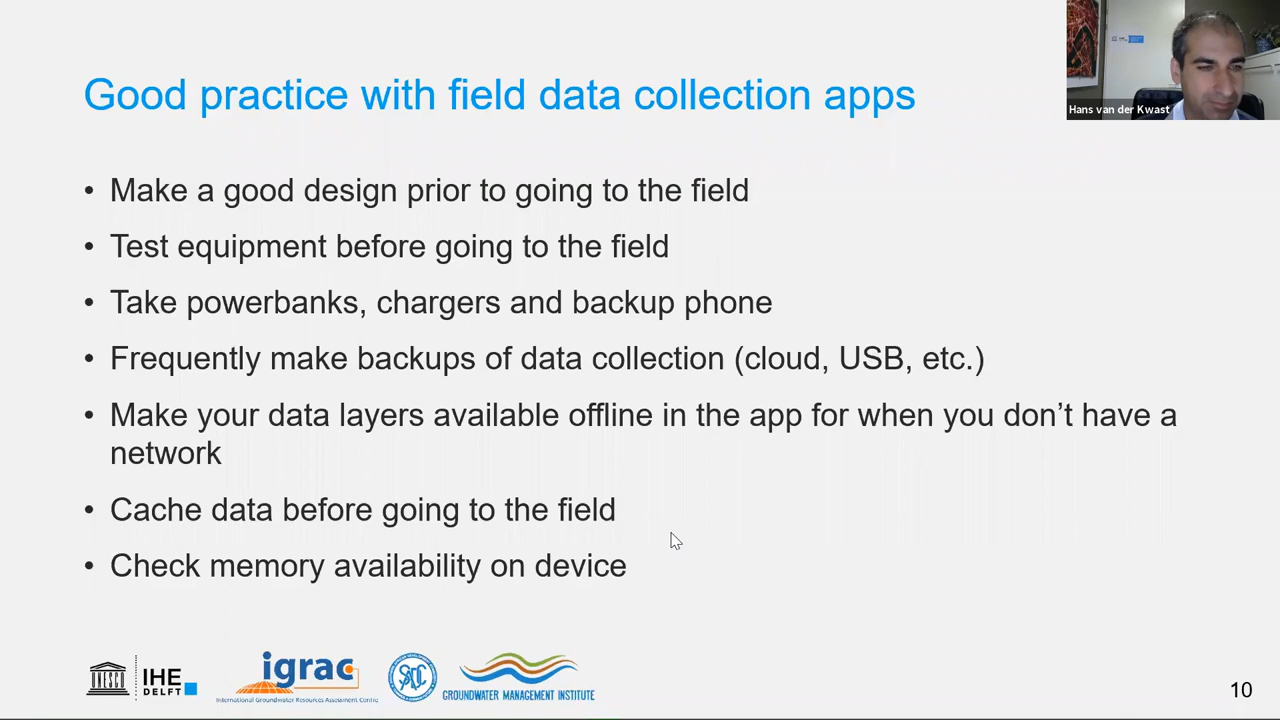 Good practice with field data collection apps
Hans van der Kwast
• Make a good design prior to going to the field
• Test equipment before going to the field
• Take powerbanks, chargers and backup phone
• Frequently make backups of data collection (cloud, USB, etc.)
• Make your data layers available offline in the app for when you don’t have a
network
• Cache data before going to the field
• Check memory availability on device
UNESCO
IHE
DELFT
igrac
International Groundwater Resources Assessment Centre
GROUNDWATER MANAGEMENT INSTITUTE
10